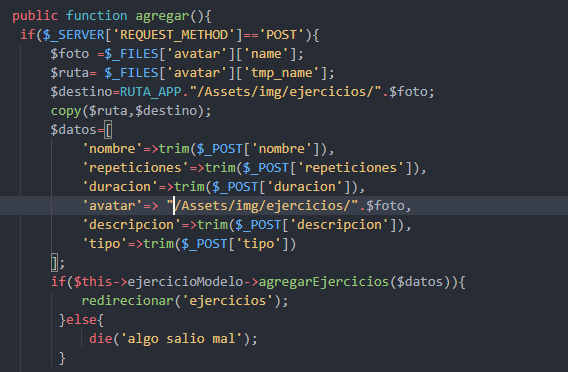 public function agregar(){
if($_SERVER['REQUEST_METHOD']=='POST'){
$foto =$_FILES['avatar']['name'];
$ruta= $_FILES['avatar']['tmp_name'];
$destino=RUTA_APP."/Assets/img/ejercicios/".$foto;
copy($ruta,$destino);
$datos=[
'nombre'=>trim($_POST['nombre']),
'repeticiones'=>trim($_POST['repeticiones']),
'duracion'=>trim($_POST['duracion']),
'avatar'=> "/Assets/img/ejercicios/".$foto,
'descripcion'=>trim($_POST['descripcion']),
'tipo'=>trim($_POST['tipo'])
];
if($this->ejercicioModelo->agregarEjercicios($datos)){
redirecionar('ejercicios');
}else{
die('algo salio mal');
}